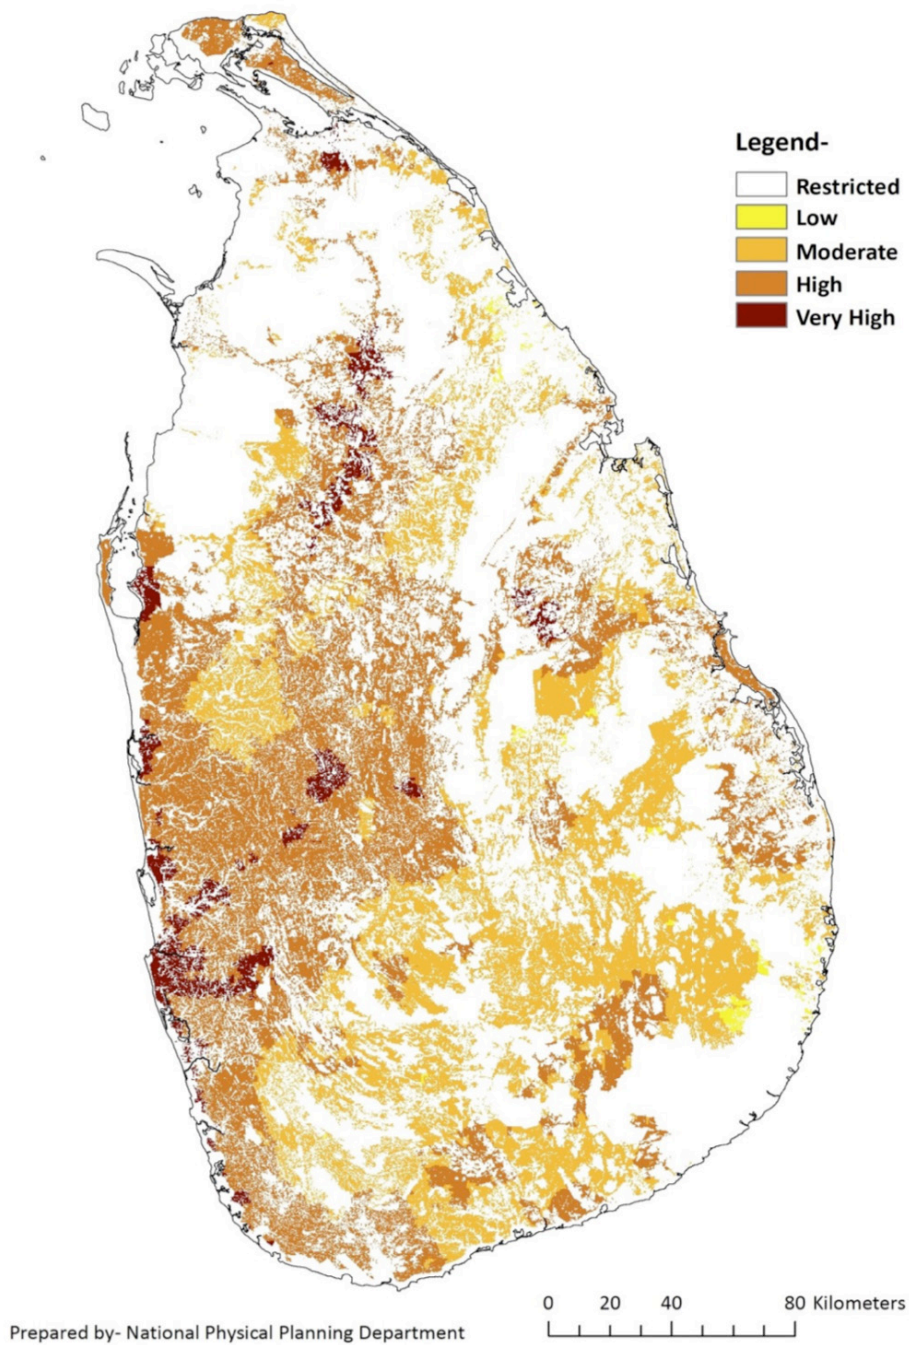 Legend-
Restricted
Low
Moderate
High
Very High
0 20 40 80 Kilometers
Prepared by- National Physical Planning Department